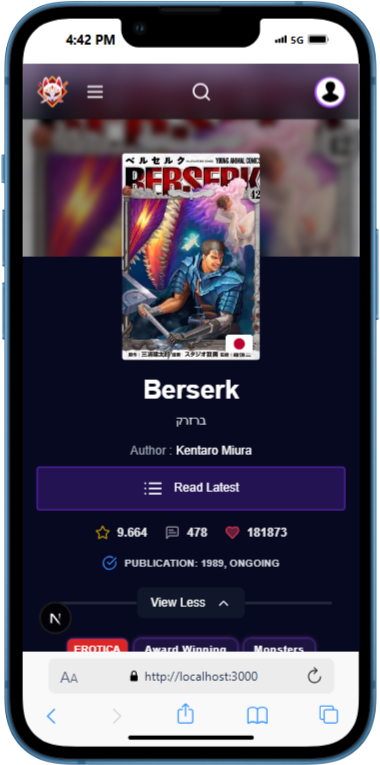 4:42 PM 5G
ベルセルク YOUNG ANIMAL COMICS
BERSERK
42
Berserk
ברזרק
Author : Kentaro Miura
Read Latest
9.664 478 181873
PUBLICATION: 1989, ONGOING
View Less
N
EROTICA Award Winning Monsters
AA http://localhost:3000